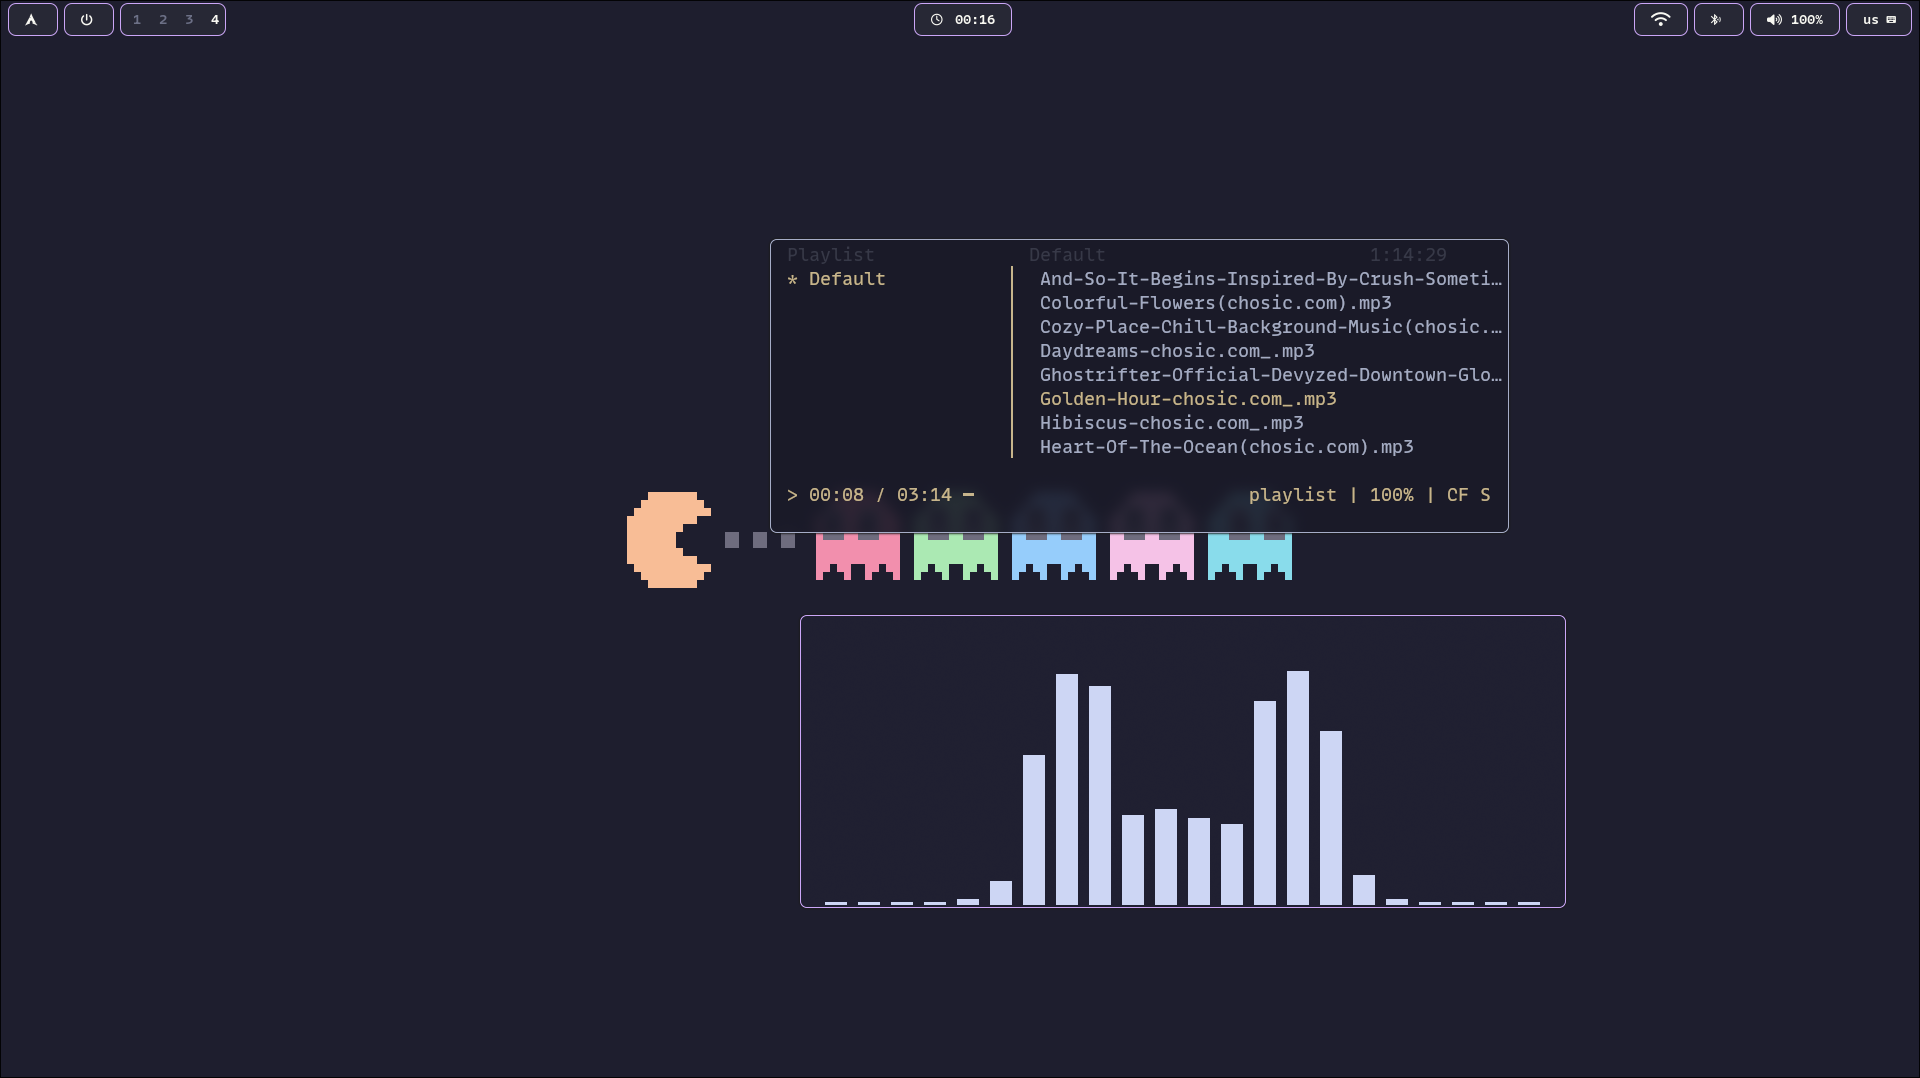 1 2 3 4
00:16
100%
us
Playlist Default 1:14:29
* Default And-So-It-Begins-Inspired-By-Crush-Someti…
Colorful-Flowers(chosic.com).mp3
Cozy-Place-Chill-Background-Music(chosic.…
Daydreams-chosic.com_.mp3
Ghostrifter-Official-Devyzed-Downtown-Glo…
Golden-Hour-chosic.com_.mp3
Hibiscus-chosic.com_.mp3
Heart-Of-The-Ocean(chosic.com).mp3
> 00:08 / 03:14 playlist | 100% | CF S